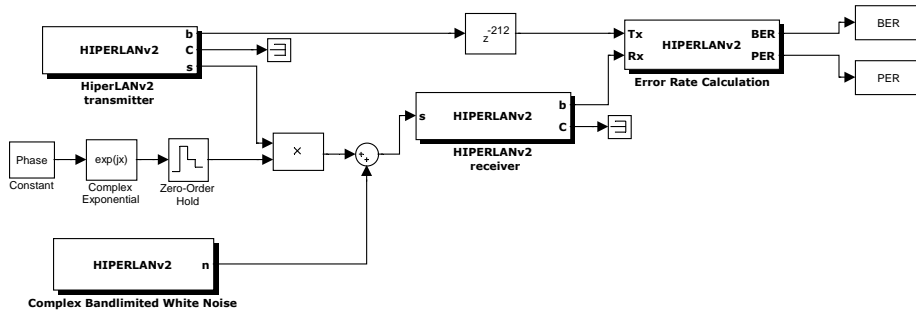 b
HIPERLANv2
C
s
HiperLANv2
transmitter
z-212
Tx
Rx
HIPERLANv2
BER
PER
Error Rate Calculation
BER
PER
s
HIPERLANv2
b
C
HIPERLANv2
receiver
×
+
+
Phase
Constant
exp(jx)
Complex
Exponential
Zero-Order
Hold
HIPERLANv2
n
Complex Bandlimited White Noise